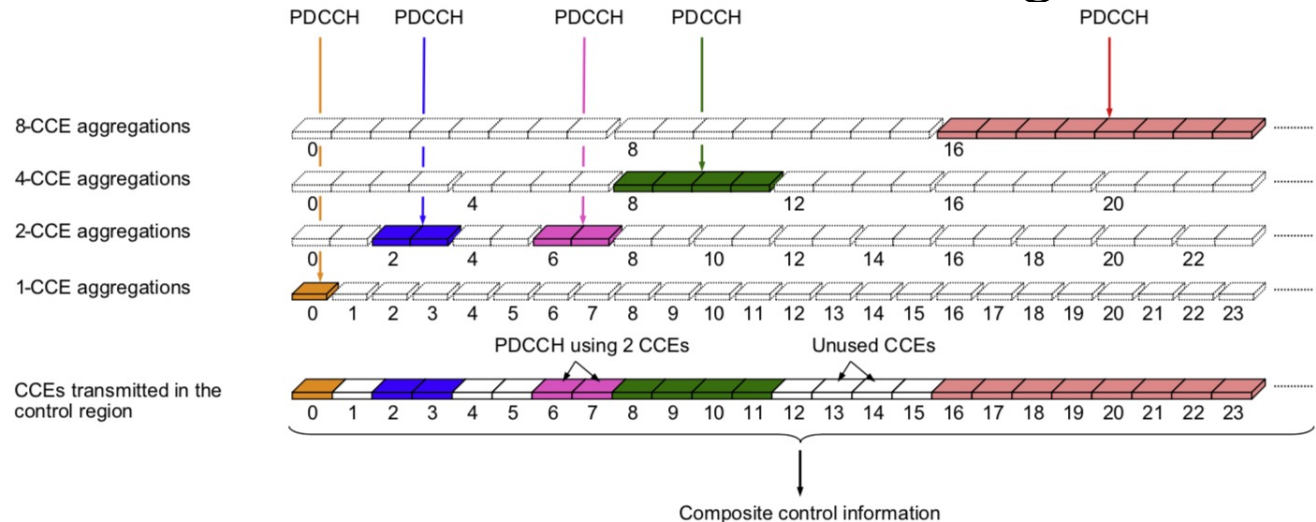 PDCCH PDCCH PDCCH PDCCH PDCCH
8-CCE aggregations
0 8 16
4-CCE aggregations
0 4 8 12 16 20
2-CCE aggregations
0 2 4 6 8 10 12 14 16 18 20 22
1-CCE aggregations
0 1 2 3 4 5 6 7 8 9 10 11 12 13 14 15 16 17 18 19 20 21 22 23
PDCCH using 2 CCEs Unused CCEs
CCEs transmitted in the
control region
0 1 2 3 4 5 6 7 8 9 10 11 12 13 14 15 16 17 18 19 20 21 22 23
Composite control information